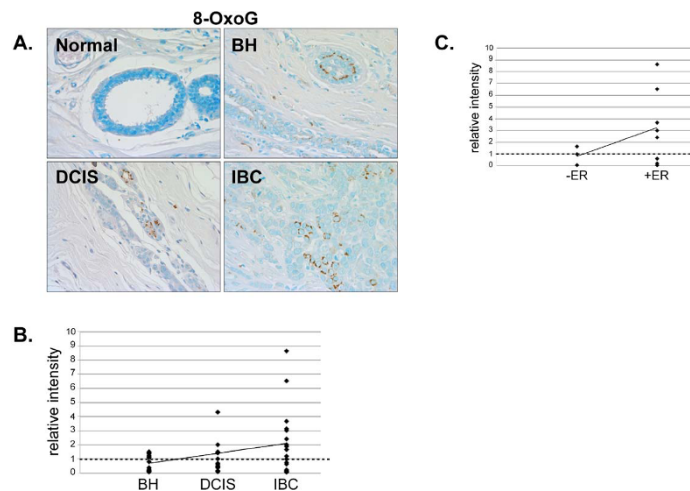 8-OxoG
A.
Normal
BH
DCIS
IBC
C.
relative intensity
10
9
8
7
6
5
4
3
2
1
0
-ER
+ER
B.
relative intensity
10
9
8
7
6
5
4
3
2
1
0
BH
DCIS
IBC